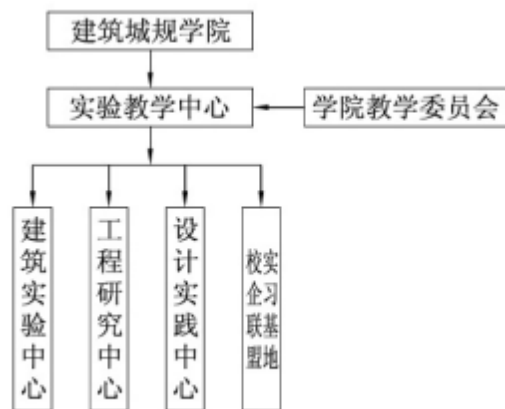 建筑城规学院
实验教学中心
学院教学委员会
建筑实验中心
工程研究中心
设计实践中心
校企联盟
实习基地